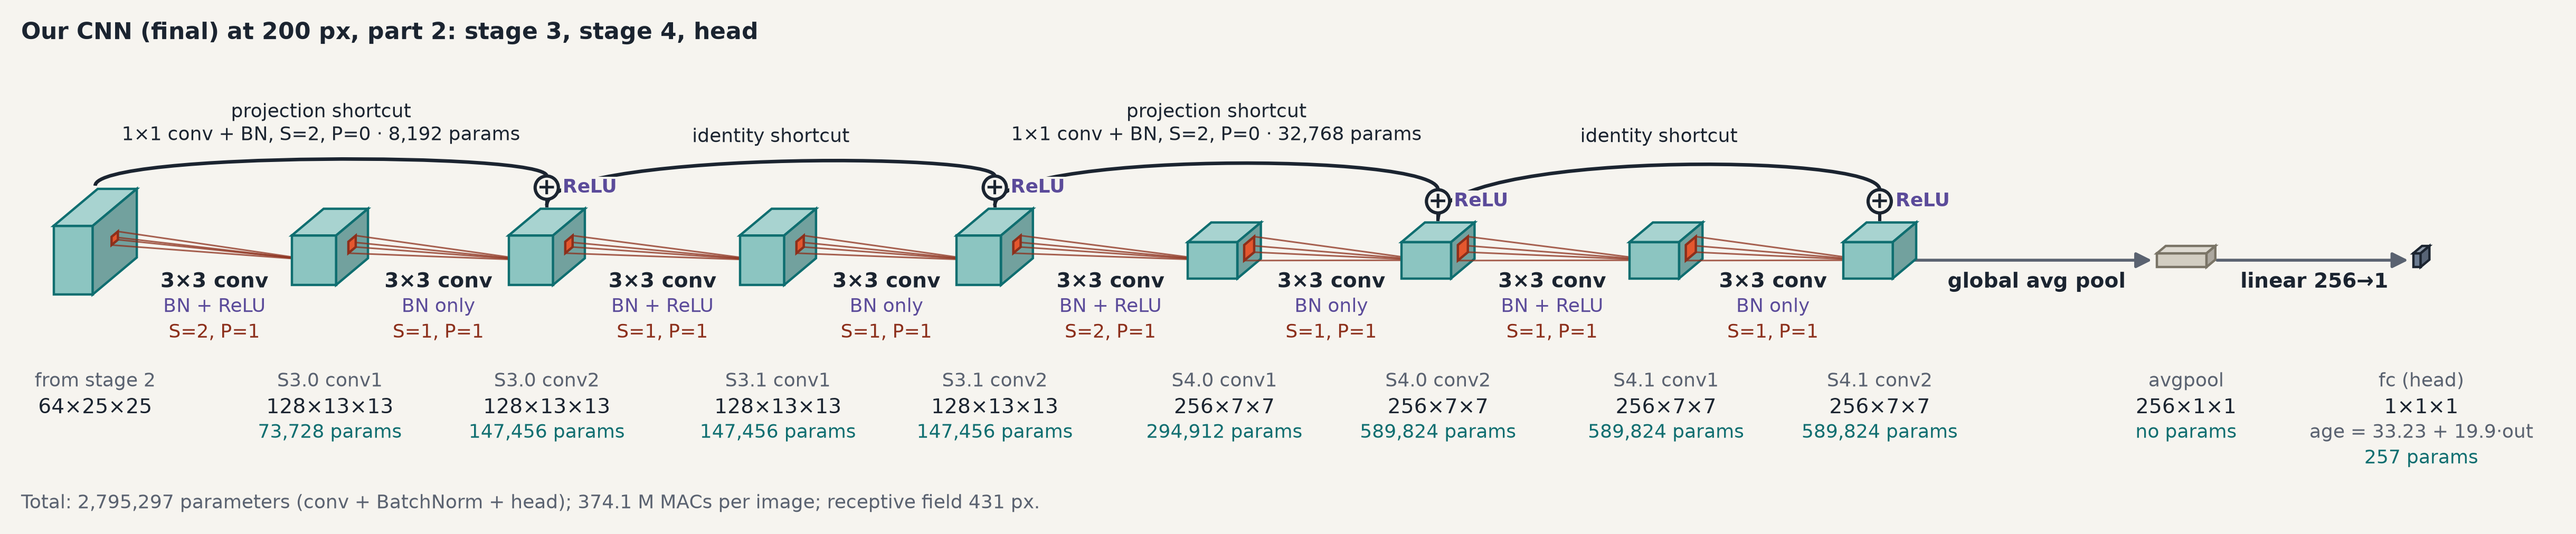 Our CNN (final) at 200 px, part 2: stage 3, stage 4, head
projection shortcut
1×1 conv + BN, S=2, P=0 · 8,192 params
identity shortcut
projection shortcut
1×1 conv + BN, S=2, P=0 · 32,768 params
identity shortcut
ReLU
ReLU
ReLU
ReLU
3×3 conv
BN + ReLU
S=2, P=1
3×3 conv
BN only
S=1, P=1
3×3 conv
BN + ReLU
S=1, P=1
3×3 conv
BN only
S=1, P=1
3×3 conv
BN + ReLU
S=2, P=1
3×3 conv
BN only
S=1, P=1
3×3 conv
BN + ReLU
S=1, P=1
3×3 conv
BN only
S=1, P=1
global avg pool
linear 256→1
from stage 2
64×25×25
S3.0 conv1
128×13×13
73,728 params
S3.0 conv2
128×13×13
147,456 params
S3.1 conv1
128×13×13
147,456 params
S3.1 conv2
128×13×13
147,456 params
S4.0 conv1
256×7×7
294,912 params
S4.0 conv2
256×7×7
589,824 params
S4.1 conv1
256×7×7
589,824 params
S4.1 conv2
256×7×7
589,824 params
avgpool
256×1×1
no params
fc (head)
1×1×1
age = 33.23 + 19.9·out
257 params
Total: 2,795,297 parameters (conv + BatchNorm + head); 374.1 M MACs per image; receptive field 431 px.